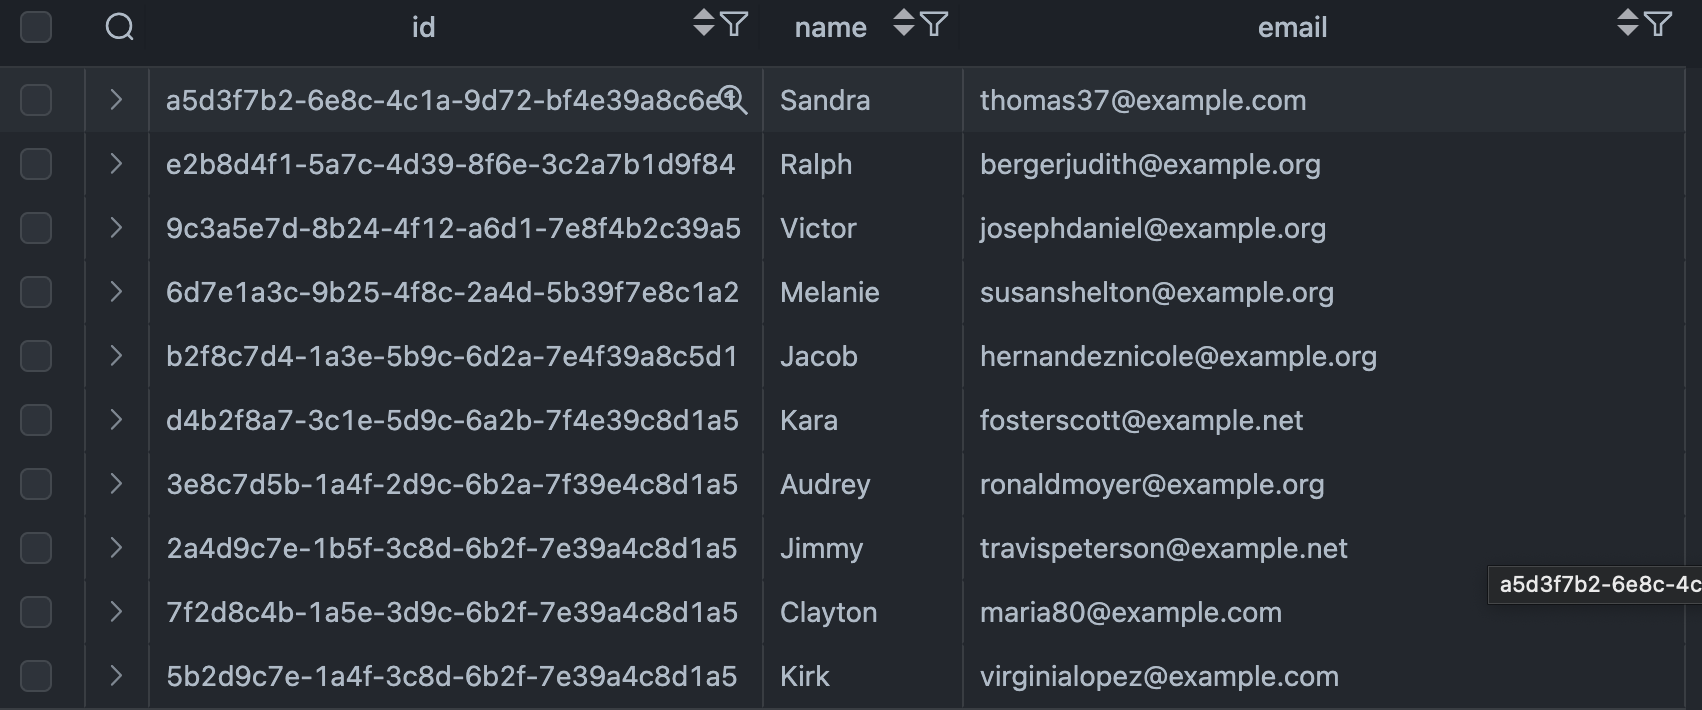 id name email
a5d3f7b2-6e8c-4c1a-9d72-bf4e39a8c6e1 Sandra thomas37@example.com
e2b8d4f1-5a7c-4d39-8f6e-3c2a7b1d9f84 Ralph bergerjudith@example.org
9c3a5e7d-8b24-4f12-a6d1-7e8f4b2c39a5 Victor josephdaniel@example.org
6d7e1a3c-9b25-4f8c-2a4d-5b39f7e8c1a2 Melanie susanshelton@example.org
b2f8c7d4-1a3e-5b9c-6d2a-7e4f39a8c5d1 Jacob hernandeznicole@example.org
d4b2f8a7-3c1e-5d9c-6a2b-7f4e39c8d1a5 Kara fosterscott@example.net
3e8c7d5b-1a4f-2d9c-6b2a-7f39e4c8d1a5 Audrey ronaldmoyer@example.org
2a4d9c7e-1b5f-3c8d-6b2f-7e39a4c8d1a5 Jimmy travispeterson@example.net
a5d3f7b2-6e8c-4c
7f2d8c4b-1a5e-3d9c-6b2f-7e39a4c8d1a5 Clayton maria80@example.com
5b2d9c7e-1a4f-3c8d-6b2f-7e39a4c8d1a5 Kirk virginialopez@example.com